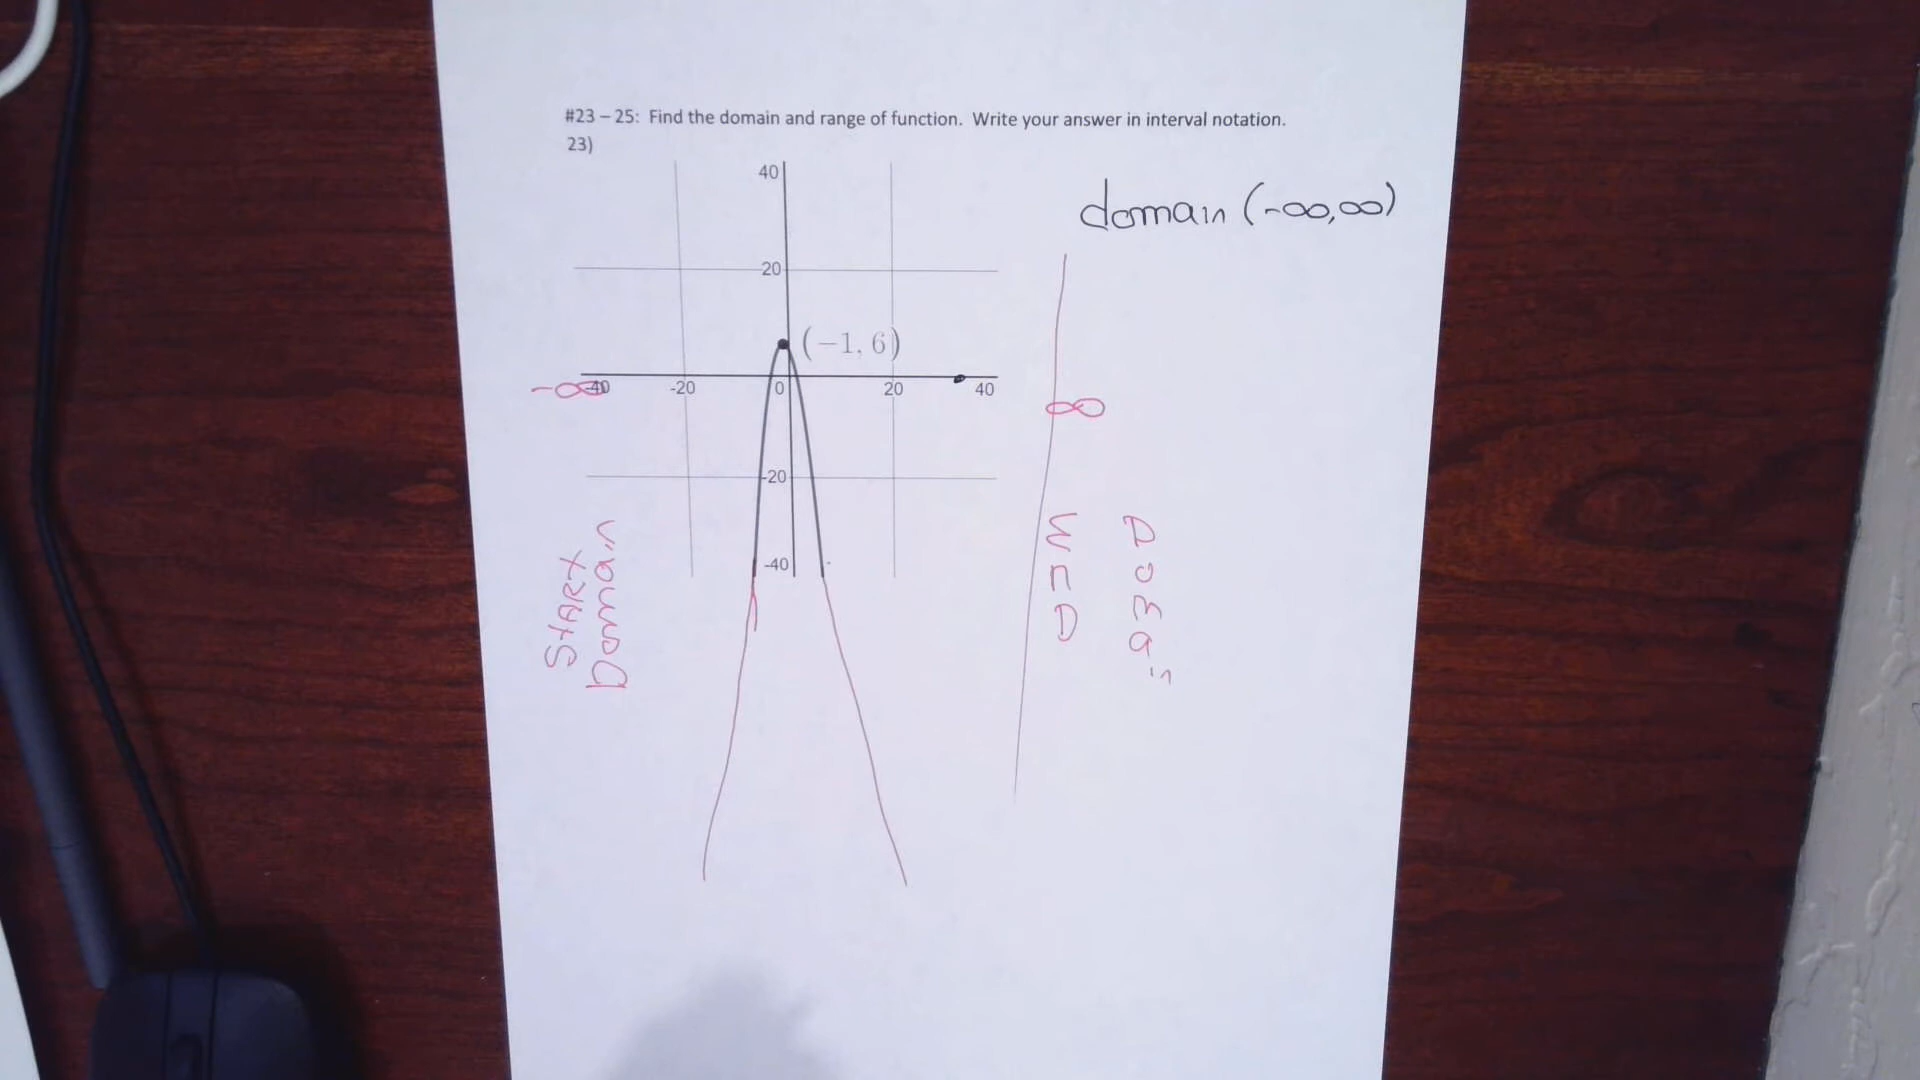 #23 – 25: Find the domain and range of function. Write your answer in interval notation.
23)
domain (-∞,∞)
40
20
(−1, 6)
-∞
-40
-20
0
20
40
∞
-20
-40
START
Domain
END
Domain